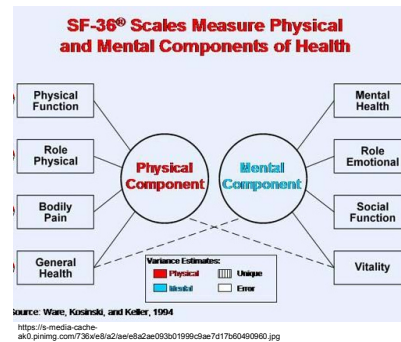 SF-36® Scales Measure Physical
and Mental Components of Health
Physical
Function
Role
Physical
Bodily
Pain
General
Health
Physical
Component
Mental
Component
Mental
Health
Role
Emotional
Social
Function
Vitality
Variance Estimates:
Physical
Unique
Mental
Error
Source: Ware, Kosinski, and Keller, 1994
https://s-media-cache-
ak0.pinimg.com/736x/e8/a2/ae/e8a2ae093b01999c9ae7d17b60490960.jpg